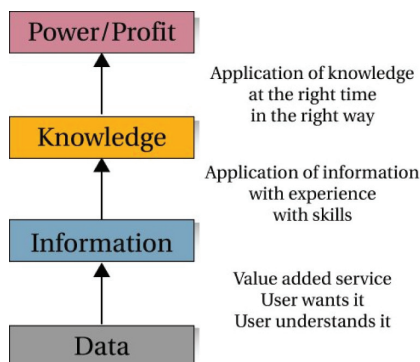 Power/Profit
Application of knowledge
at the right time
in the right way
Knowledge
Application of information
with experience
with skills
Information
Value added service
User wants it
User understands it
Data